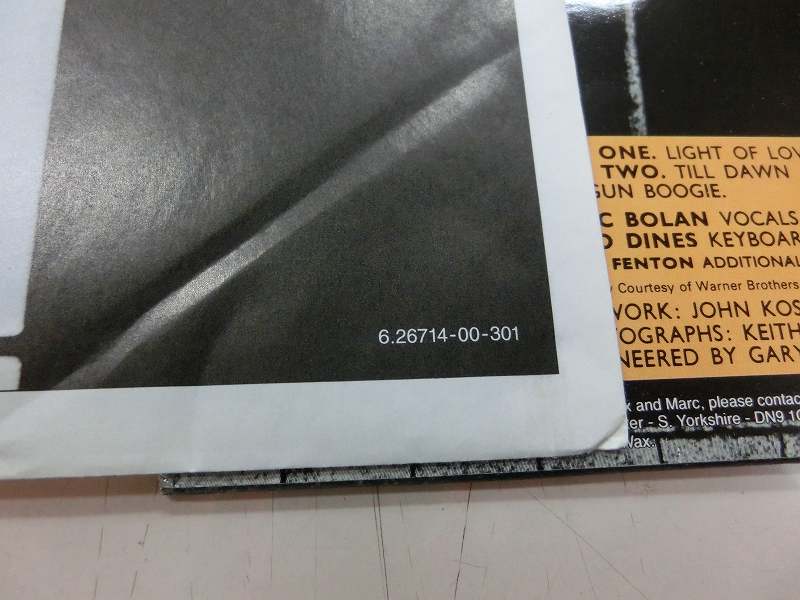 6.26714-00-301
ONE. LIGHT OF LOV
TWO. TILL DAWN
GUN BOOGIE.
C BOLAN VOCALS
DINES KEYBOAR
FENTON ADDITIONAL
Courtesy of Warner Brothers
WORK: JOHN KOS
TOGRAPHS: KEITH
NEERED BY GARY
x and Marc, please contac
er - S. Yorkshire - DN9 1
Wax.